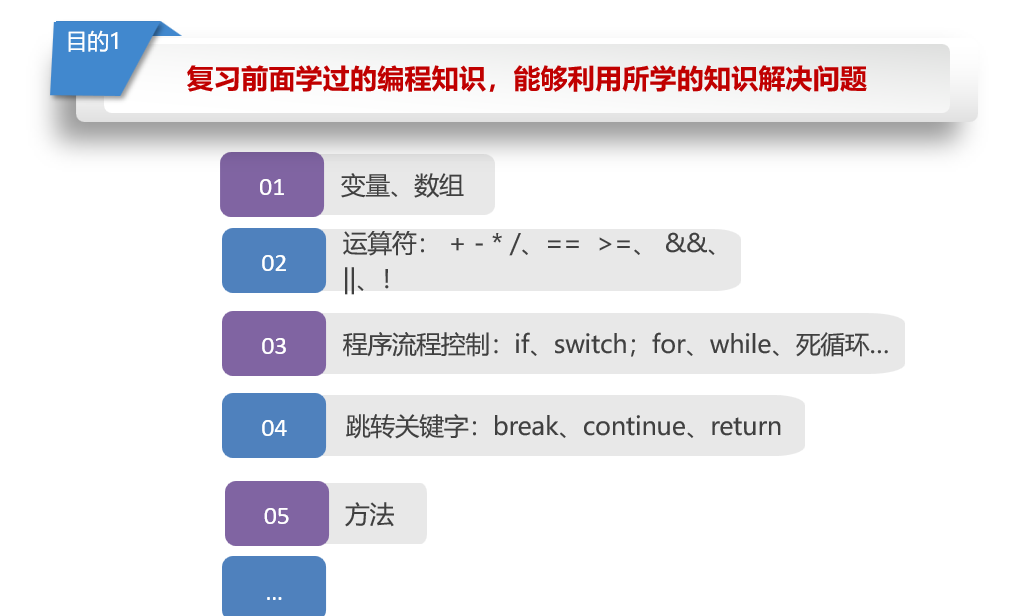 目的1
复习前面学过的编程知识，能够利用所学的知识解决问题
01
变量、数组
02
运算符： + - * /、== >=、 &&、
||、！
03
程序流程控制：if、switch；for、while、死循环…
04
跳转关键字：break、continue、return
05
方法
…